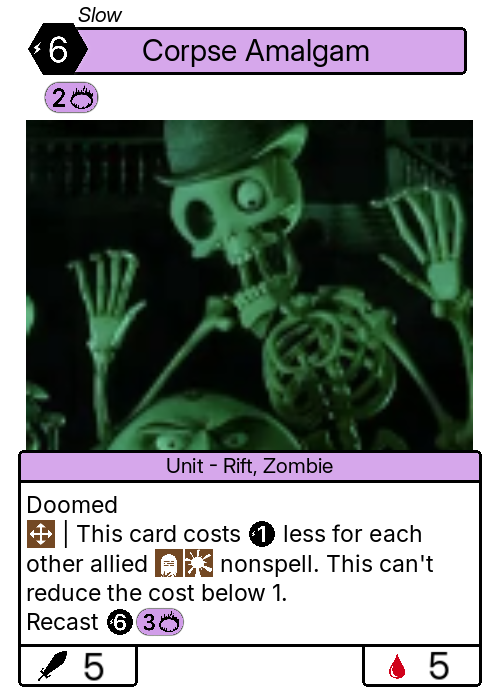 Slow
6 Corpse Amalgam
2
Unit - Rift, Zombie
Doomed
| This card costs 1 less for each
other allied nonspell. This can't
reduce the cost below 1.
Recast 6 3
5 5